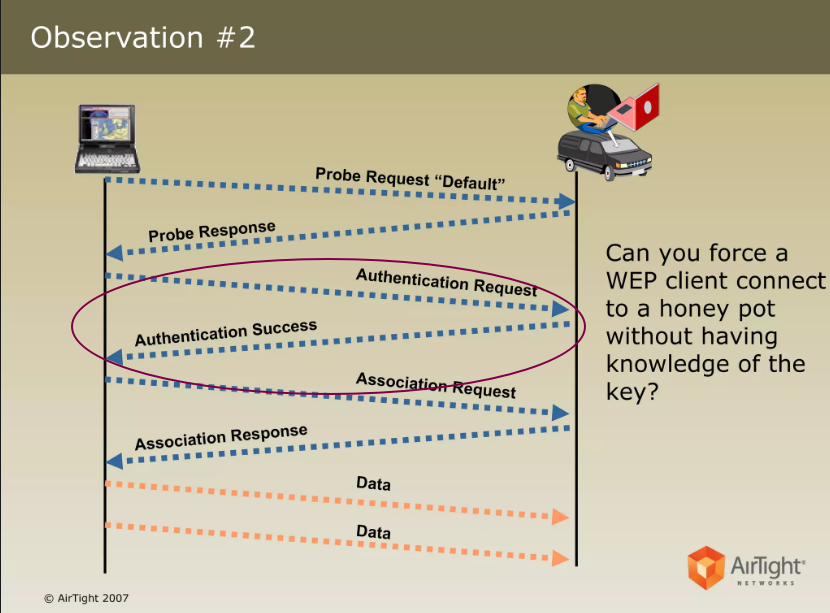 Observation #2
Probe Request “Default”
Probe Response
Authentication Request
Authentication Success
Association Request
Association Response
Data
Data
Can you force a
WEP client connect
to a honey pot
without having
knowledge of the
key?
AirTight®
NETWORKS
© AirTight 2007